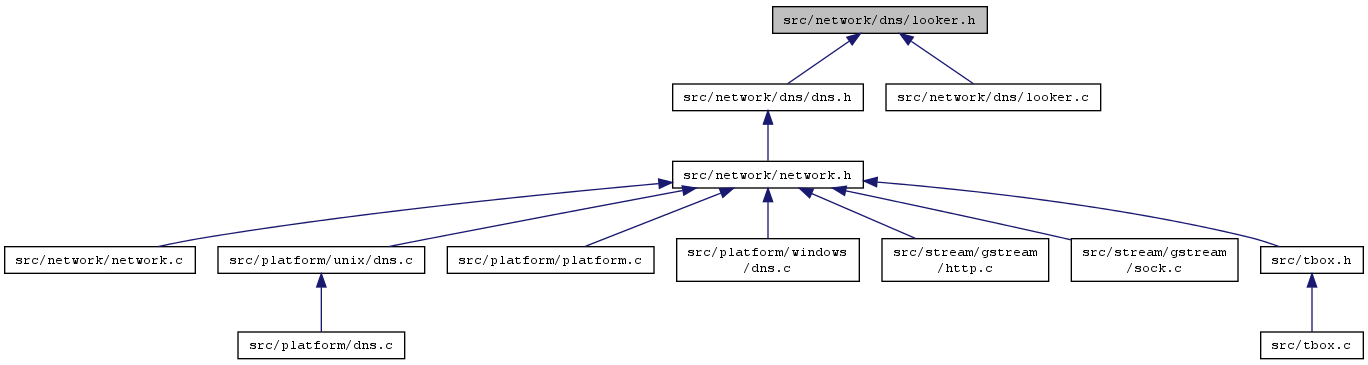 src/network/dns/looker.h
src/network/dns/dns.h
src/network/dns/looker.c
src/network/network.h
src/network/network.c
src/platform/unix/dns.c
src/platform/platform.c
src/platform/windows
/dns.c
src/stream/gstream
/http.c
src/stream/gstream
/sock.c
src/tbox.h
src/platform/dns.c
src/tbox.c